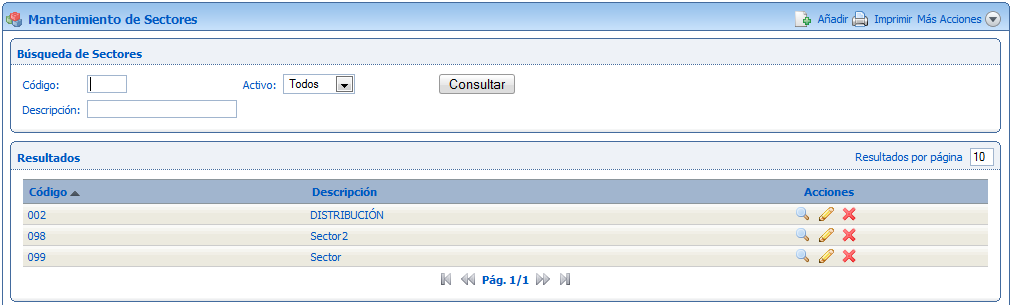 Mantenimiento de Sectores Añadir Imprimir Más Acciones
Búsqueda de Sectores
Código: Activo: Todos Consultar
Descripción:
Resultados Resultados por página 10
Código Descripción Acciones
002 DISTRIBUCIÓN
098 Sector2
099 Sector
Pág. 1/1